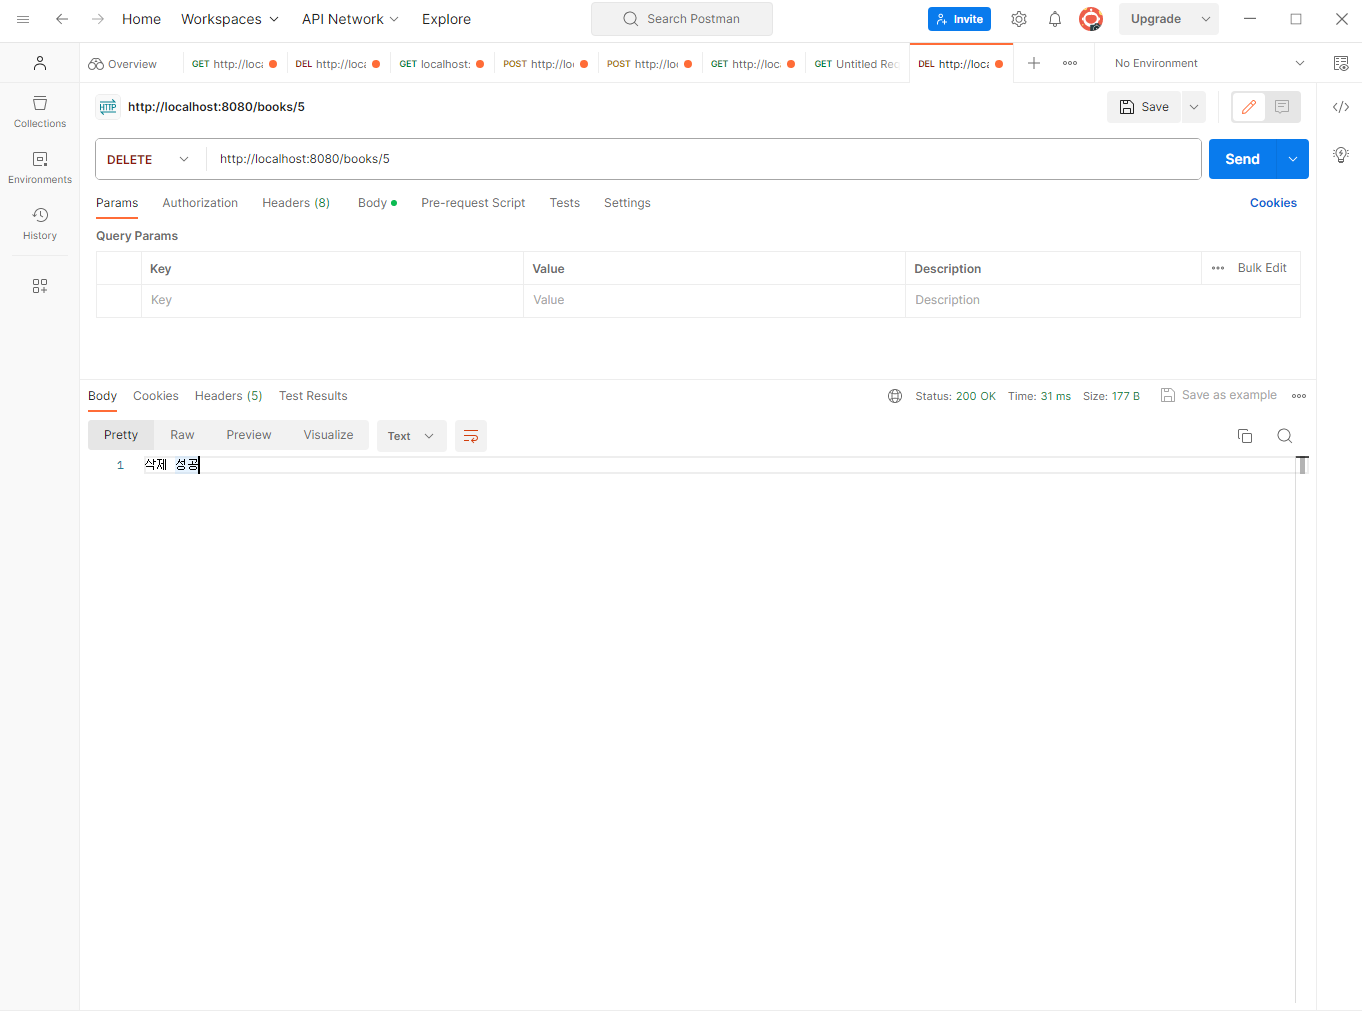 Home Workspaces API Network Explore Search Postman Invite Upgrade
Overview GET http://loca DEL http://loca GET localhost: POST http://lo POST http://lo GET http://loca GET Untitled Rec DEL http://loca No Environment
HTTP http://localhost:8080/books/5 Save
Collections
DELETE http://localhost:8080/books/5 Send
Environments
Params Authorization Headers (8) Body Pre-request Script Tests Settings Cookies
History
Query Params
Key Value Description Bulk Edit
Key Value Description
Body Cookies Headers (5) Test Results Status: 200 OK Time: 31 ms Size: 177 B Save as example
Pretty Raw Preview Visualize Text
1 삭제 성공